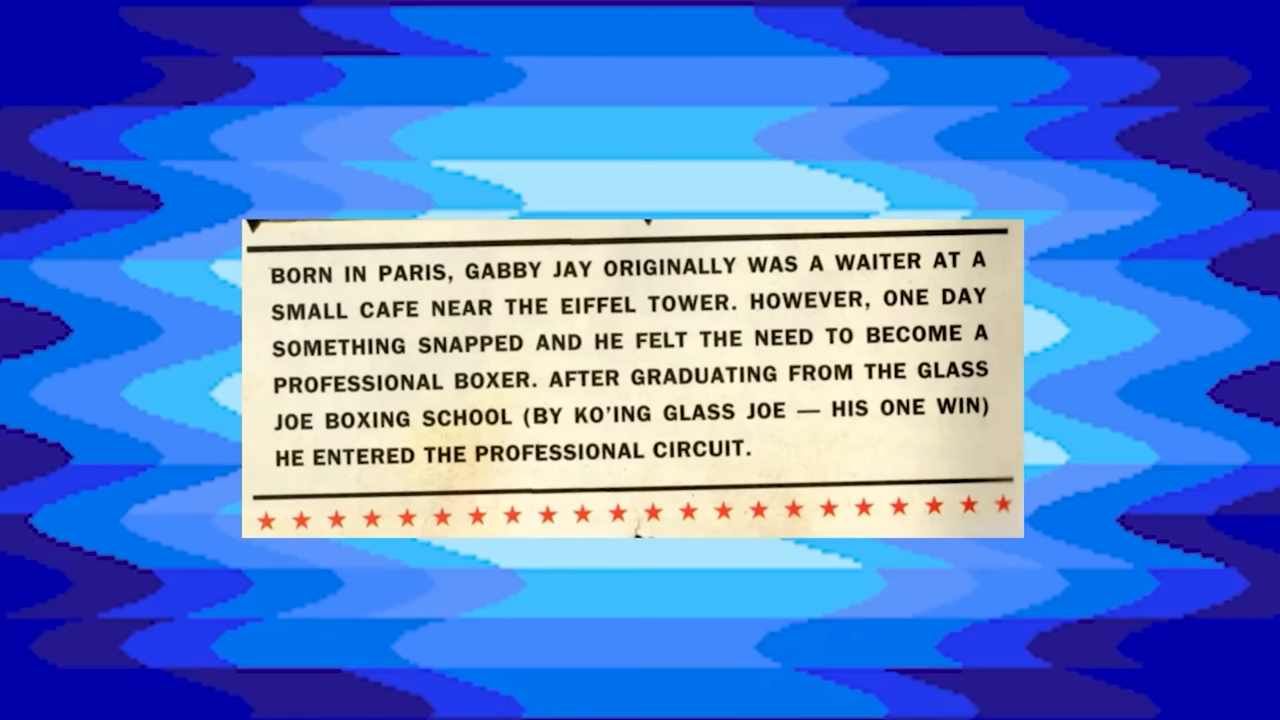 BORN IN PARIS, GABBY JAY ORIGINALLY WAS A WAITER AT A
SMALL CAFE NEAR THE EIFFEL TOWER. HOWEVER, ONE DAY
SOMETHING SNAPPED AND HE FELT THE NEED TO BECOME A
PROFESSIONAL BOXER. AFTER GRADUATING FROM THE GLASS
JOE BOXING SCHOOL (BY KO'ING GLASS JOE — HIS ONE WIN)
HE ENTERED THE PROFESSIONAL CIRCUIT.